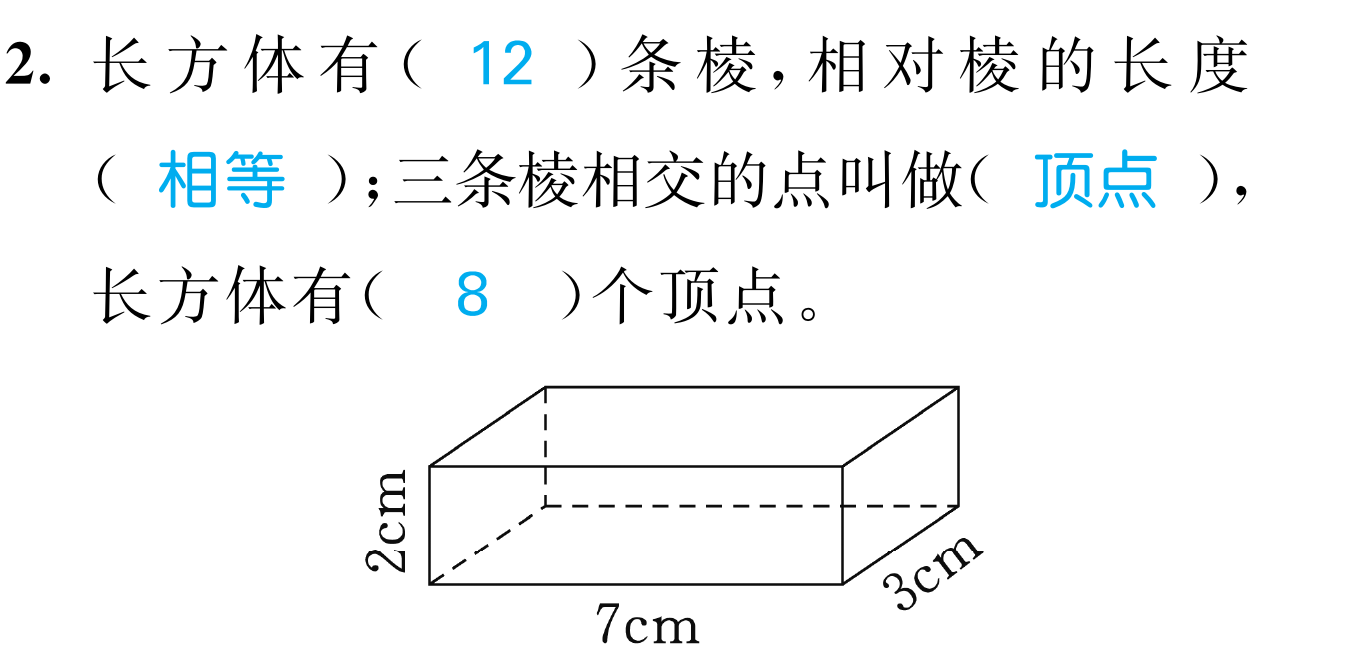 2. 长方体有( 12 )条棱,相对棱的长度
( 相等 );三条棱相交的点叫做( 顶点 ),
长方体有( 8 )个顶点。
2cm
7cm
3cm